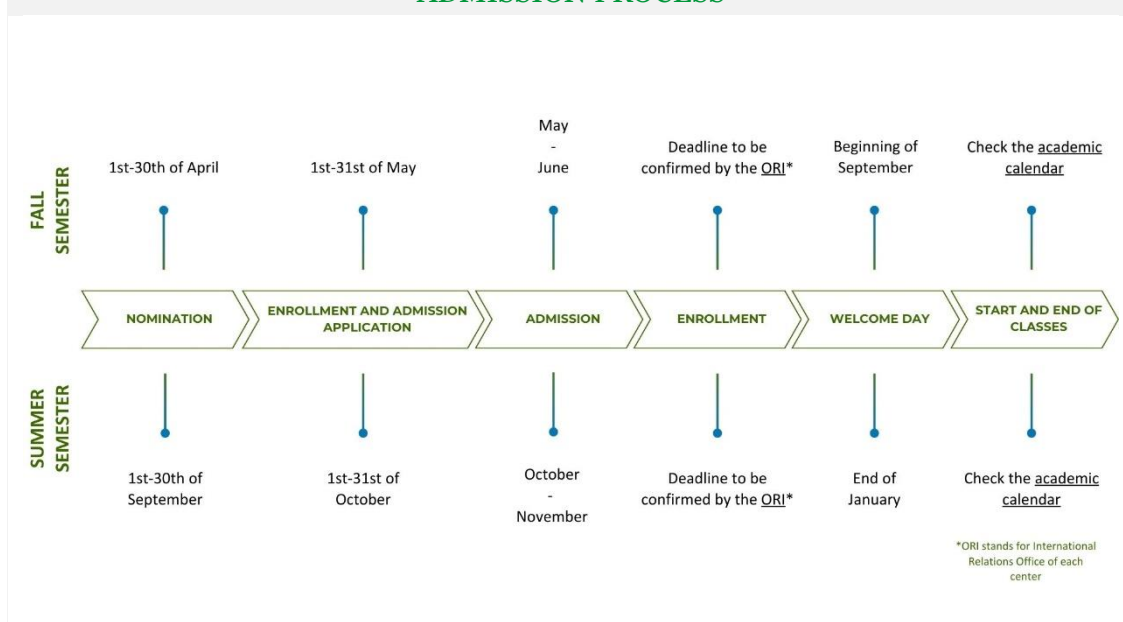 ADMISSION PROCESS
FALL
SEMESTER
1st-30th of April
1st-31st of May
May
-
June
Deadline to be
confirmed by the ORI*
Beginning of
September
Check the academic
calendar
NOMINATION
ENROLLMENT AND ADMISSION
APPLICATION
ADMISSION
ENROLLMENT
WELCOME DAY
START AND END OF
CLASSES
SUMMER
SEMESTER
1st-30th of
September
1st-31st of
October
October
-
November
Deadline to be
confirmed by the ORI*
End of
January
Check the academic
calendar
*ORI stands for International
Relations Office of each
center